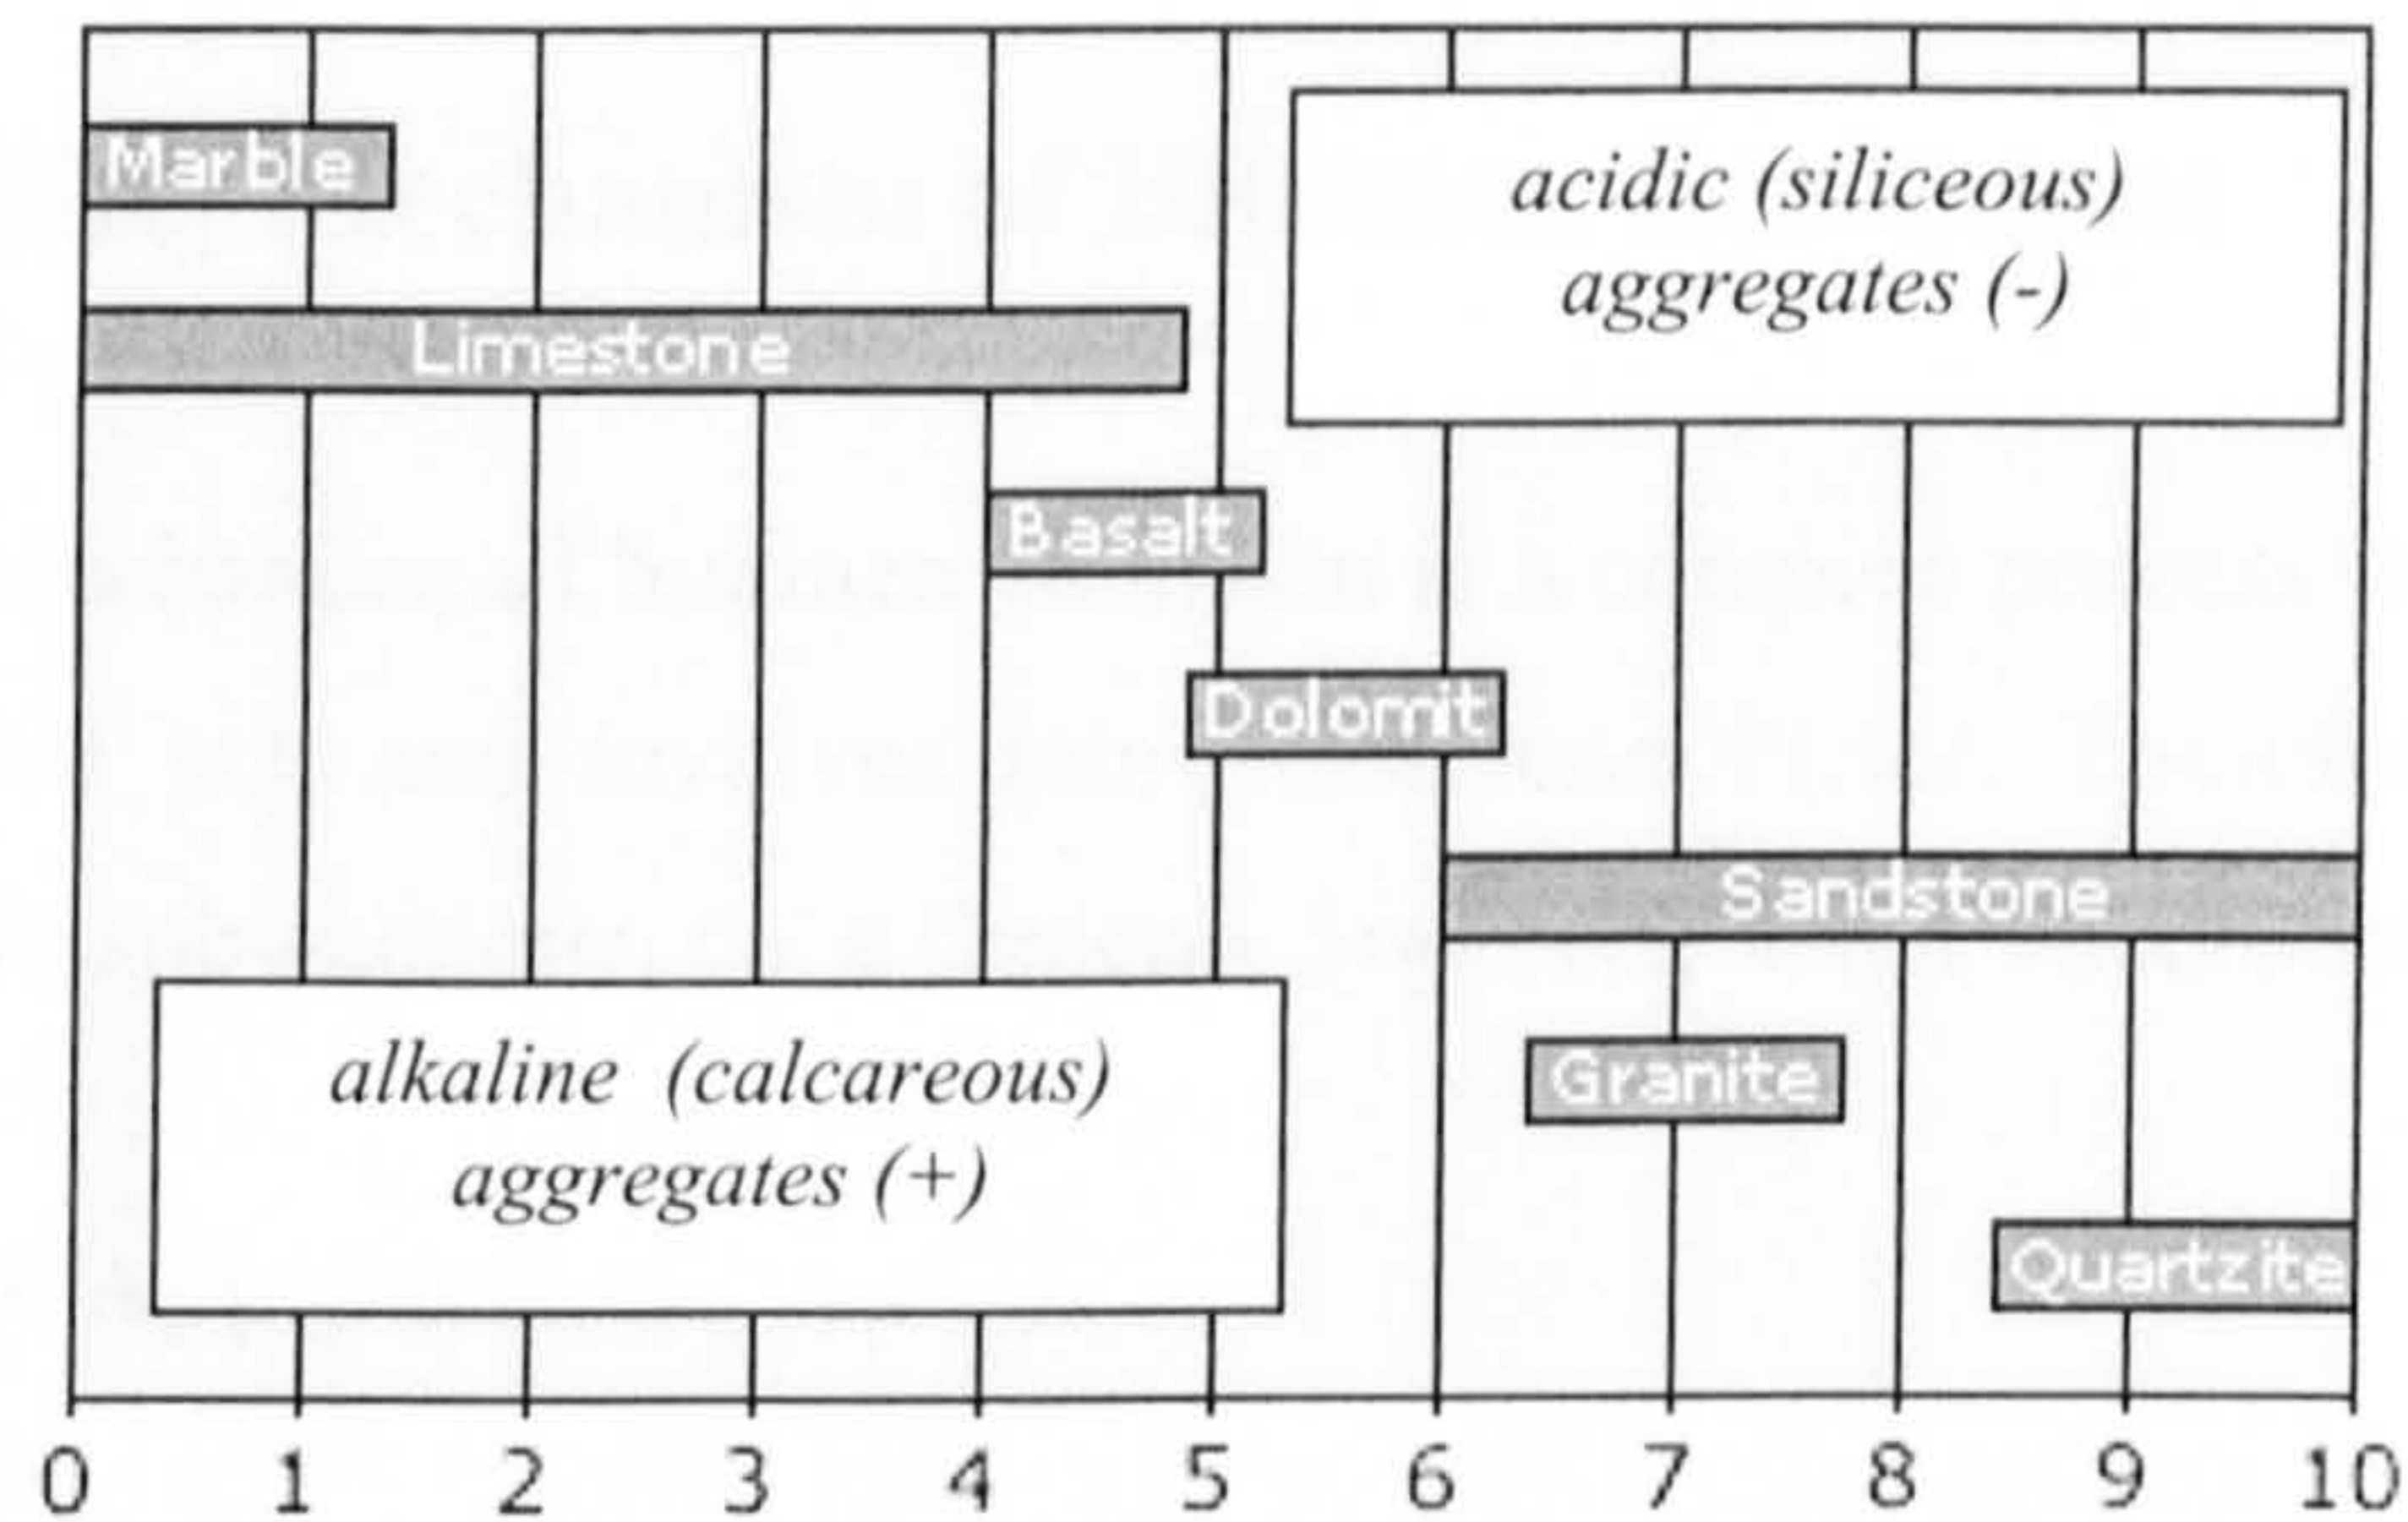 Marble
acidic (siliceous)
aggregates (-)
Limestone
Basalt
Dolomit
Sandstone
alkaline (calcareous)
aggregates (+)
Granite
Quartzite
0 1 2 3 4 5 6 7 8 9 10